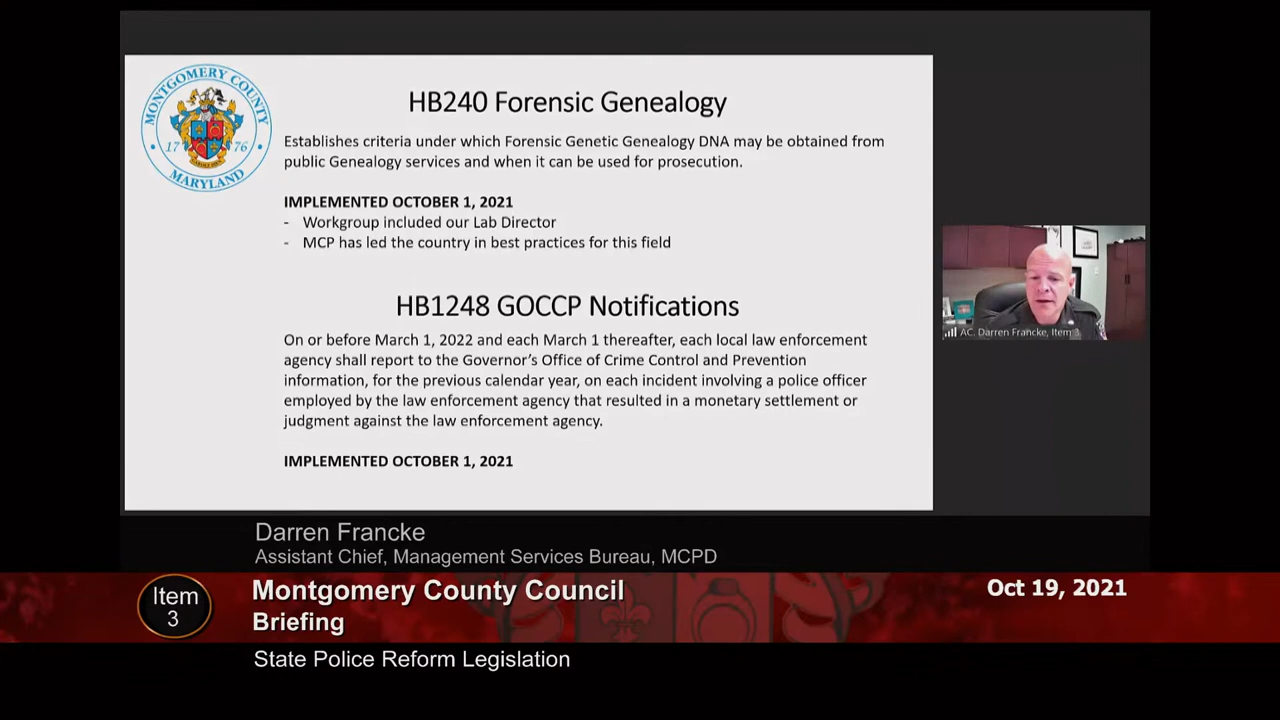 MONTGOMERY COUNTY
17 76
MARYLAND
HB240 Forensic Genealogy
Establishes criteria under which Forensic Genetic Genealogy DNA may be obtained from
public Genealogy services and when it can be used for prosecution.
IMPLEMENTED OCTOBER 1, 2021
- Workgroup included our Lab Director
- MCP has led the country in best practices for this field
HB1248 GOCCP Notifications
On or before March 1, 2022 and each March 1 thereafter, each local law enforcement
agency shall report to the Governor's Office of Crime Control and Prevention
information, for the previous calendar year, on each incident involving a police officer
employed by the law enforcement agency that resulted in a monetary settlement or
judgment against the law enforcement agency.
IMPLEMENTED OCTOBER 1, 2021
AC. Darren Francke, Item 3
Darren Francke
Assistant Chief, Management Services Bureau, MCPD
Item
3
Montgomery County Council
Briefing
Oct 19, 2021
State Police Reform Legislation